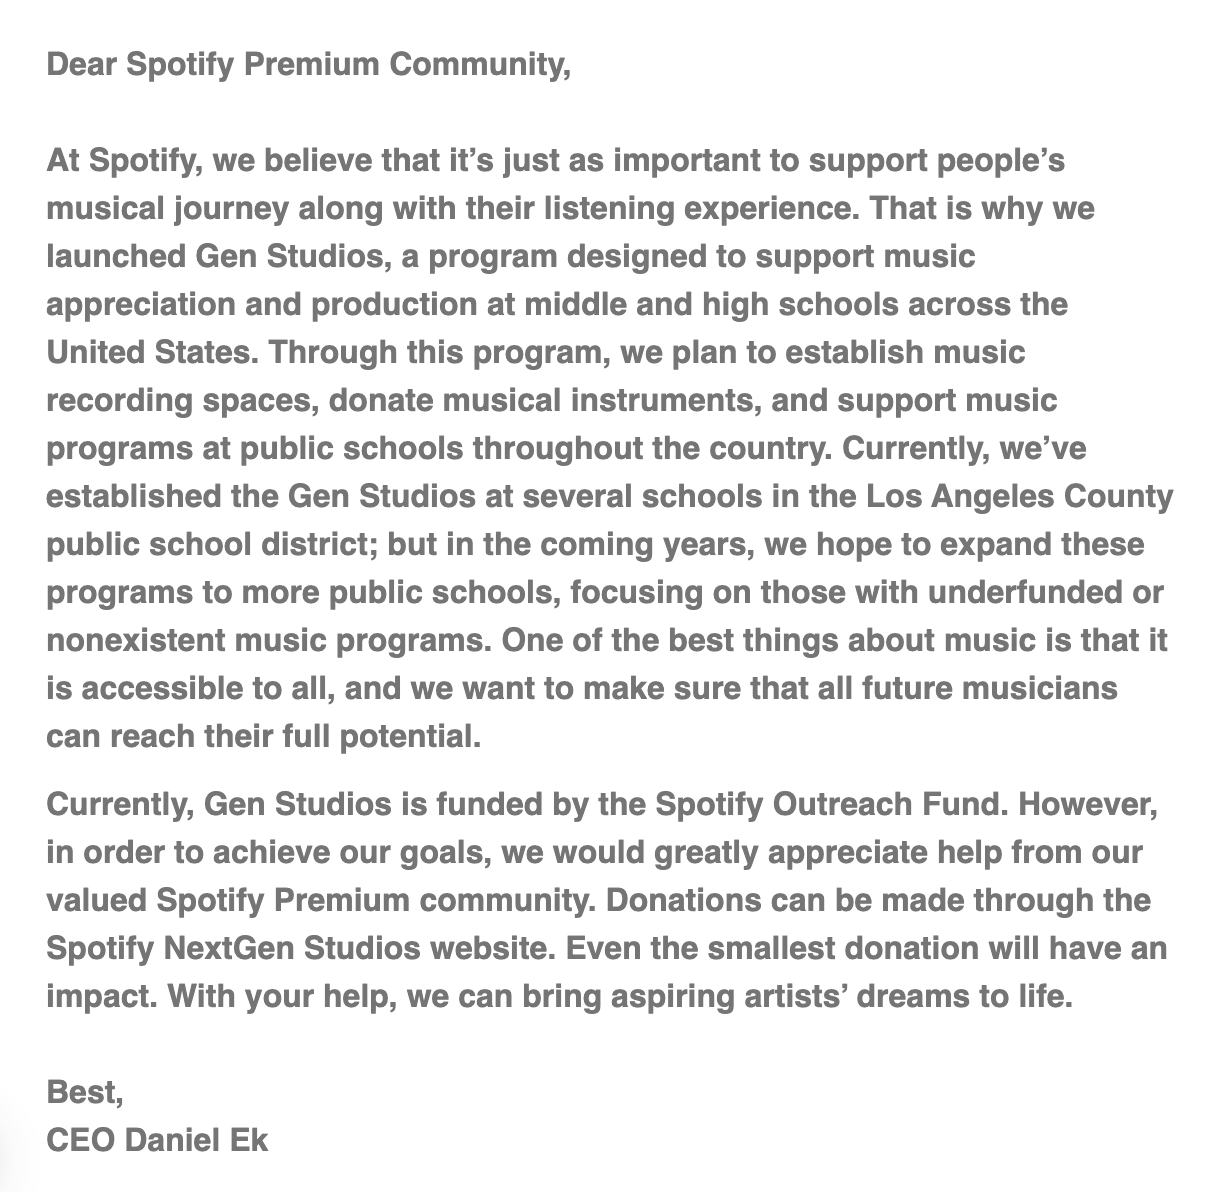 Dear Spotify Premium Community,
At Spotify, we believe that it’s just as important to support people’s
musical journey along with their listening experience. That is why we
launched Gen Studios, a program designed to support music
appreciation and production at middle and high schools across the
United States. Through this program, we plan to establish music
recording spaces, donate musical instruments, and support music
programs at public schools throughout the country. Currently, we’ve
established the Gen Studios at several schools in the Los Angeles County
public school district; but in the coming years, we hope to expand these
programs to more public schools, focusing on those with underfunded or
nonexistent music programs. One of the best things about music is that it
is accessible to all, and we want to make sure that all future musicians
can reach their full potential.
Currently, Gen Studios is funded by the Spotify Outreach Fund. However,
in order to achieve our goals, we would greatly appreciate help from our
valued Spotify Premium community. Donations can be made through the
Spotify NextGen Studios website. Even the smallest donation will have an
impact. With your help, we can bring aspiring artists’ dreams to life.
Best,
CEO Daniel Ek